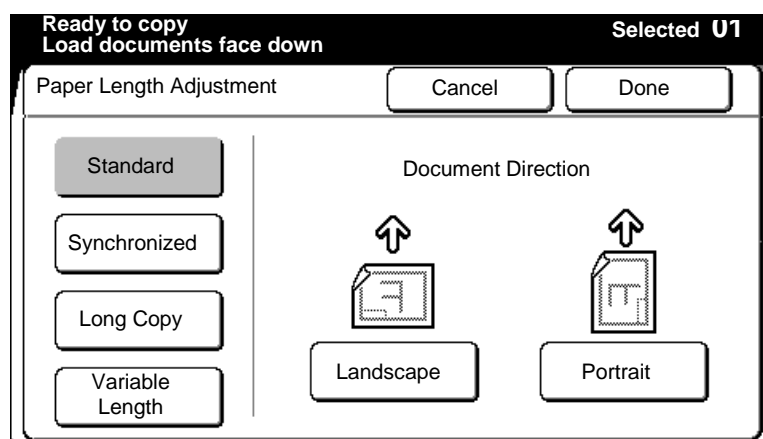 Ready to copy
Load documents face down
Selected 01
Paper Length Adjustment
Cancel
Done
Standard
Synchronized
Long Copy
Variable
Length
Document Direction
Landscape
Portrait